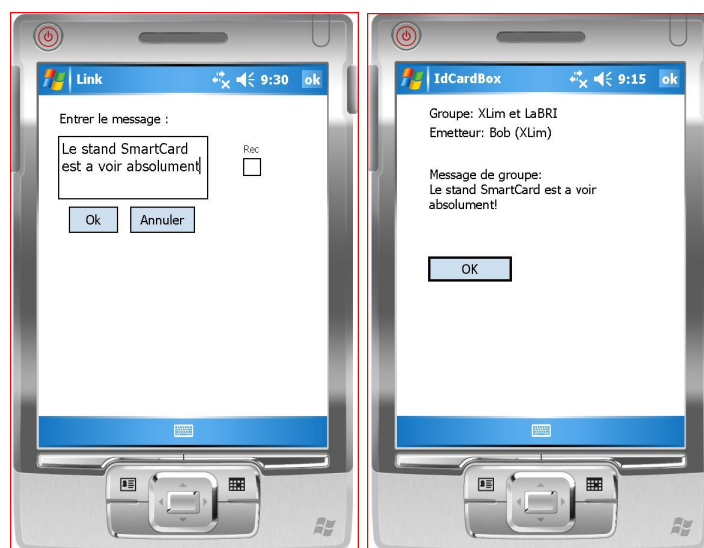 Link
9:30 ok
Entrer le message :
Le stand SmartCard
est a voir absolument
Rec
Ok
Annuler
IdCardBox
9:15 ok
Groupe: XLim et LaBRI
Emetteur: Bob (XLim)
Message de groupe:
Le stand SmartCard est a voir
absolument!
OK